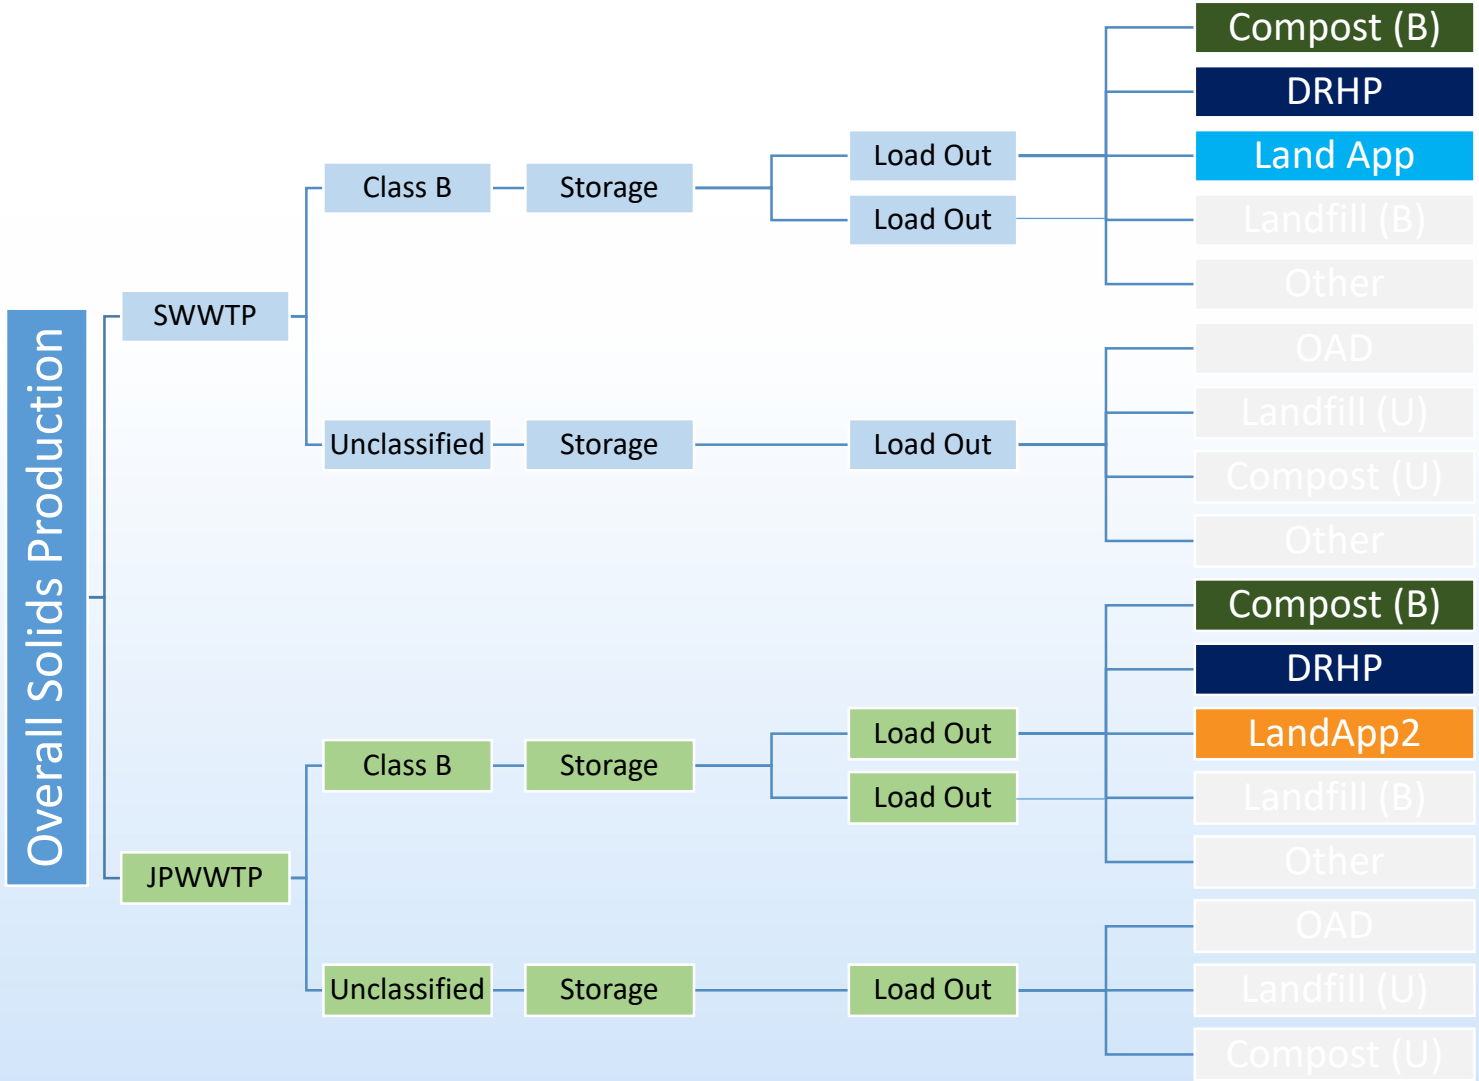 Overall Solids Production
SWWTP
Class B
Storage
Load Out
Load Out
Compost (B)
DRHP
Land App
Landfill (B)
Other
Unclassified
Storage
Load Out
OAD
Landfill (U)
Compost (U)
Other
JPWWTP
Class B
Storage
Load Out
Load Out
Compost (B)
DRHP
LandApp2
Landfill (B)
Other
Unclassified
Storage
Load Out
OAD
Landfill (U)
Compost (U)